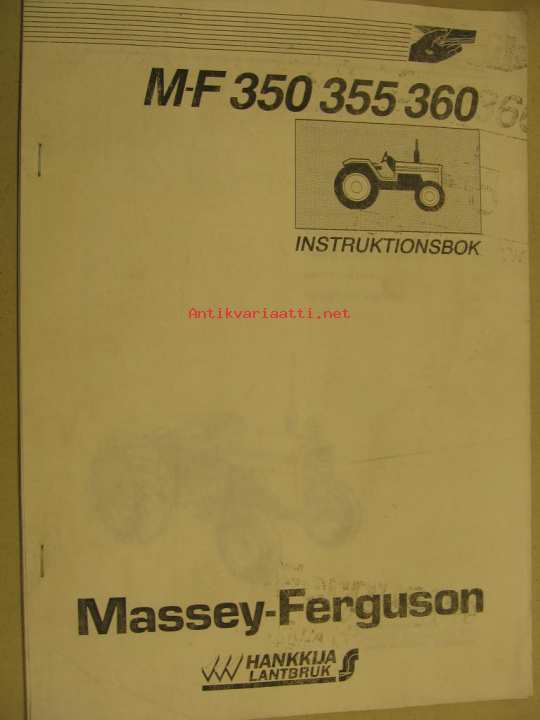 M-F 350 355 360
INSTRUKTIONSBOK
Antikvariaatti.net
Massey-Ferguson
HANKKIJA
LANTBRUK